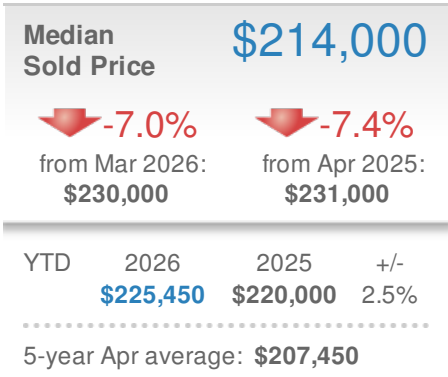 Median $214,000
Sold Price
-7.0% -7.4%
from Mar 2026: from Apr 2025:
$230,000 $231,000
YTD 2026 2025 +/-
$225,450 $220,000 2.5%
5-year Apr average: $207,450